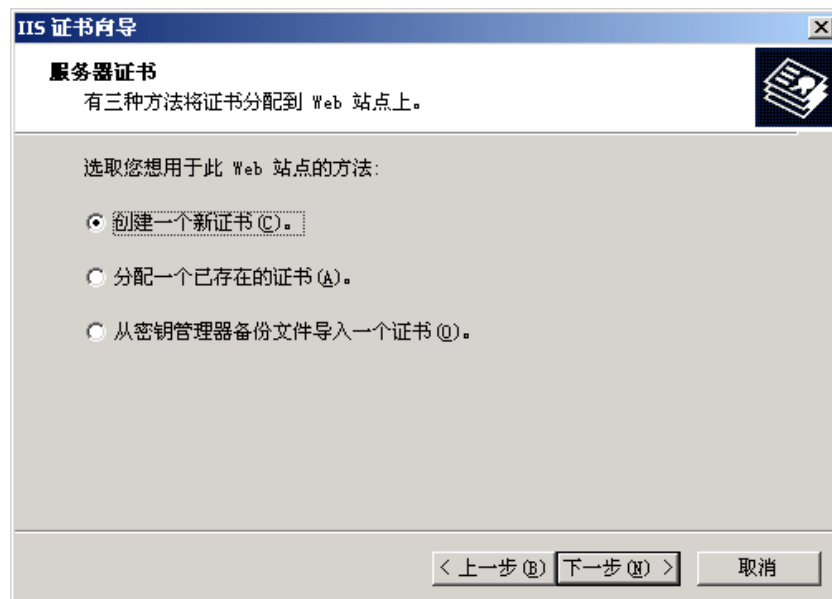 IIS 证书向导
服务器证书
有三种方法将证书分配到 Web 站点上。
选取您想用于此 Web 站点的方法:
创建一个新证书(C)。
分配一个已存在的证书(A)。
从密钥管理器备份文件导入一个证书(O)。
< 上一步(B) 下一步(N) > 取消